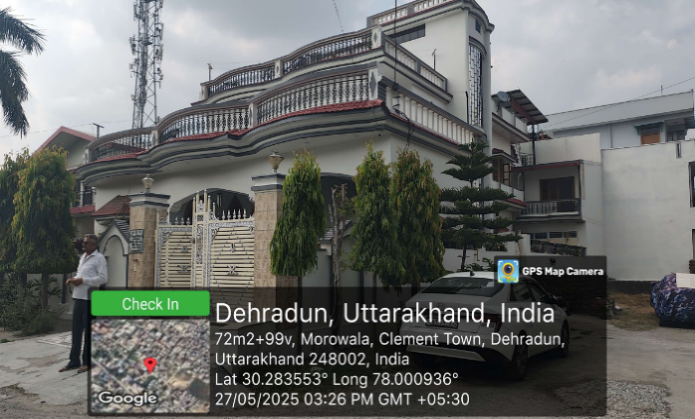 GPS Map Camera
Check In
Dehradun, Uttarakhand, India
72m2+99v, Morowala, Clement Town, Dehradun,
Uttarakhand 248002, India
Lat 30.283553° Long 78.000936°
27/05/2025 03:26 PM GMT +05:30
Google